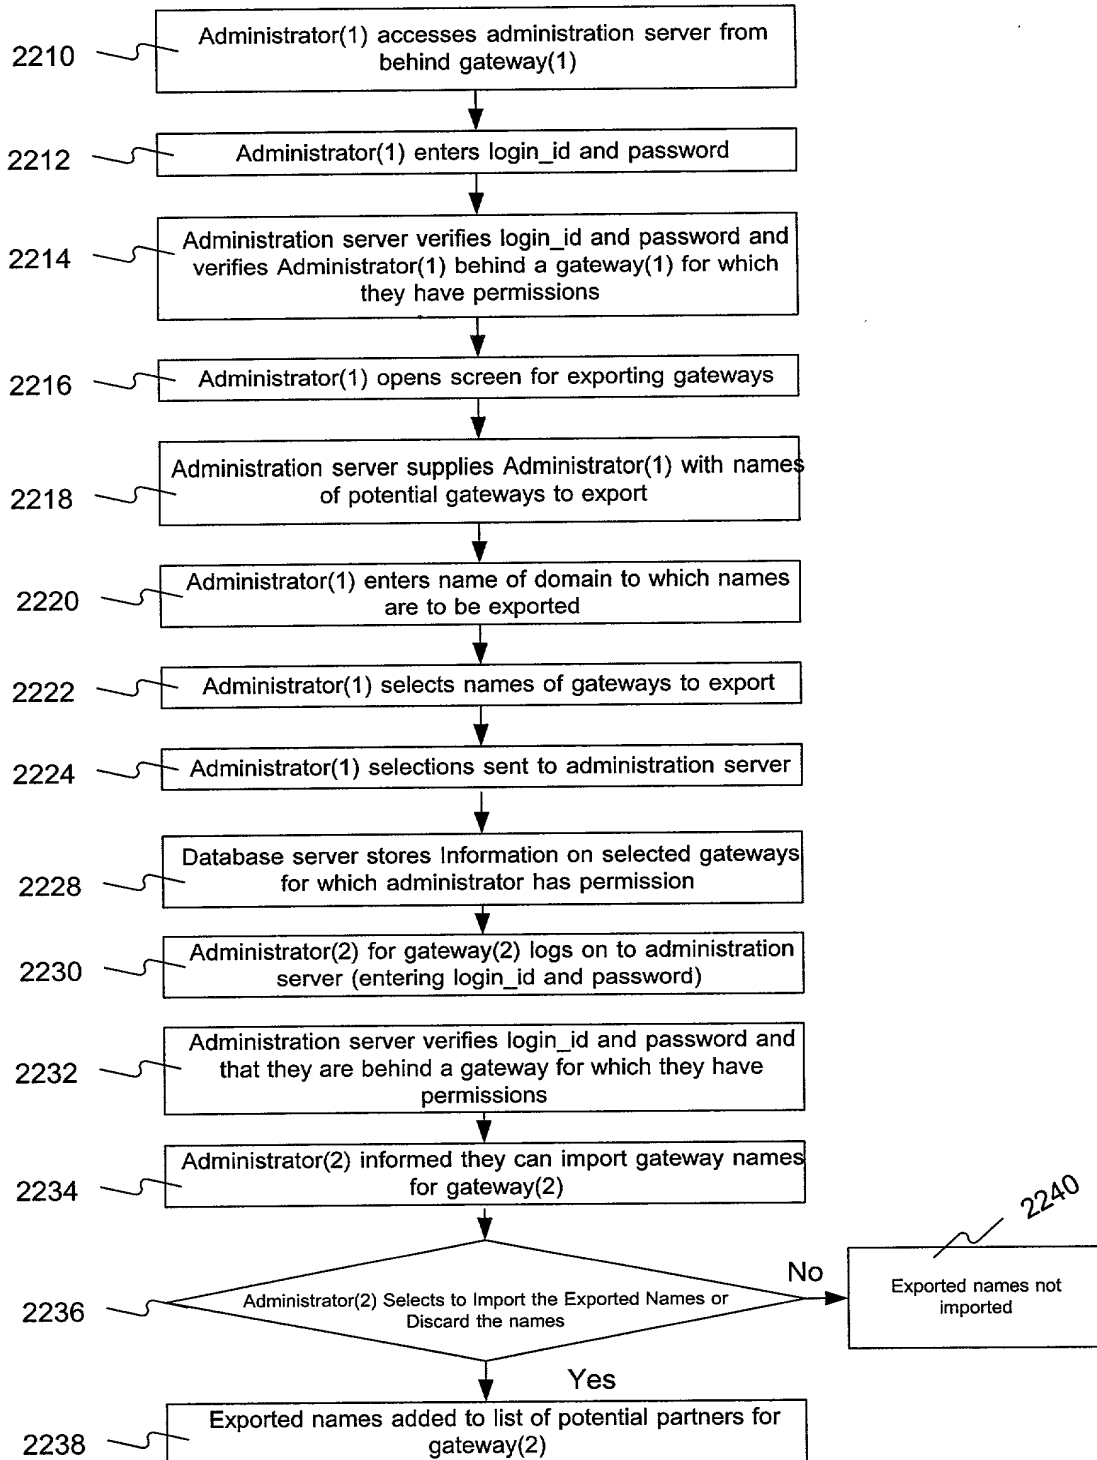 2210
Administrator(1) accesses administration server from
behind gateway(1)
2212
Administrator(1) enters login_id and password
2214
Administration server verifies login_id and password and
verifies Administrator(1) behind a gateway(1) for which
they have permissions
2216
Administrator(1) opens screen for exporting gateways
2218
Administration server supplies Administrator(1) with names
of potential gateways to export
2220
Administrator(1) enters name of domain to which names
are to be exported
2222
Administrator(1) selects names of gateways to export
2224
Administrator(1) selections sent to administration server
2228
Database server stores Information on selected gateways
for which administrator has permission
2230
Administrator(2) for gateway(2) logs on to administration
server (entering login_id and password)
2232
Administration server verifies login_id and password and
that they are behind a gateway for which they have
permissions
2234
Administrator(2) informed they can import gateway names
for gateway(2)
2236
Administrator(2) Selects to Import the Exported Names or
Discard the names
No
2240
Exported names not
imported
Yes
2238
Exported names added to list of potential partners for
gateway(2)